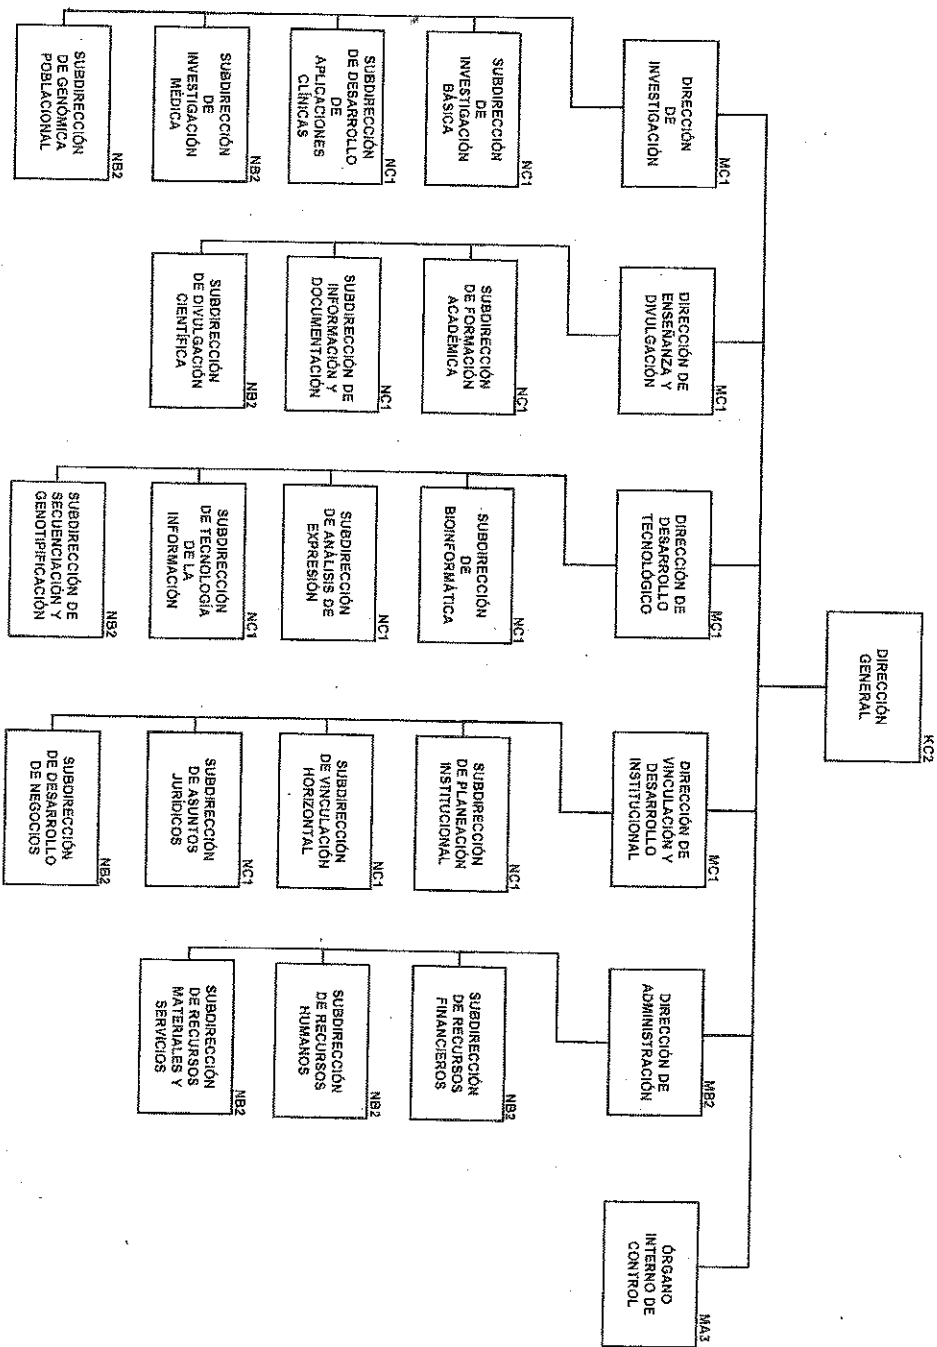 KC2
DIRECCIÓN
GENERAL
MC1
DIRECCIÓN
DE
INVESTIGACIÓN
MC1
DIRECCIÓN DE
ENSEÑANZA Y
DIVULGACIÓN
MC1
DIRECCIÓN DE
DESARROLLO
TECNOLÓGICO
MC1
DIRECCIÓN DE
VINCULACIÓN Y
DESARROLLO
INSTITUCIONAL
MB2
DIRECCIÓN DE
ADMINISTRACIÓN
MA3
ÓRGANO
INTERNO DE
CONTROL
NC1
SUBDIRECCIÓN
DE
INVESTIGACIÓN
BÁSICA
NC1
SUBDIRECCIÓN
DE FORMACIÓN
ACADÉMICA
NC1
SUBDIRECCIÓN
DE
BIOINFORMÁTICA
NC1
SUBDIRECCIÓN
DE PLANEACIÓN
INSTITUCIONAL
NB2
SUBDIRECCIÓN
DE RECURSOS
FINANCIEROS
NC1
SUBDIRECCIÓN
DE DESARROLLO
DE
APLICACIONES
CLÍNICAS
NC1
SUBDIRECCIÓN DE
INFORMACIÓN Y
DOCUMENTACIÓN
NC1
SUBDIRECCIÓN
DE ANÁLISIS DE
EXPRESIÓN
NC1
SUBDIRECCIÓN
DE VINCULACIÓN
HORIZONTAL
NB2
SUBDIRECCIÓN
DE RECURSOS
HUMANOS
NB2
SUBDIRECCIÓN
DE
INVESTIGACIÓN
MÉDICA
NB2
SUBDIRECCIÓN
DE DIVULGACIÓN
CIENTÍFICA
NC1
SUBDIRECCIÓN
DE TECNOLOGÍA
DE LA
INFORMACIÓN
NC1
SUBDIRECCIÓN
DE ASUNTOS
JURÍDICOS
NB2
SUBDIRECCIÓN
DE RECURSOS
MATERIALES Y
SERVICIOS
NB2
SUBDIRECCIÓN
DE GENÓMICA
POBLACIONAL
NB2
SUBDIRECCIÓN DE
SECUENCIACIÓN Y
GENOTIPIFICACIÓN
NB2
SUBDIRECCIÓN
DE DESARROLLO
DE NEGOCIOS